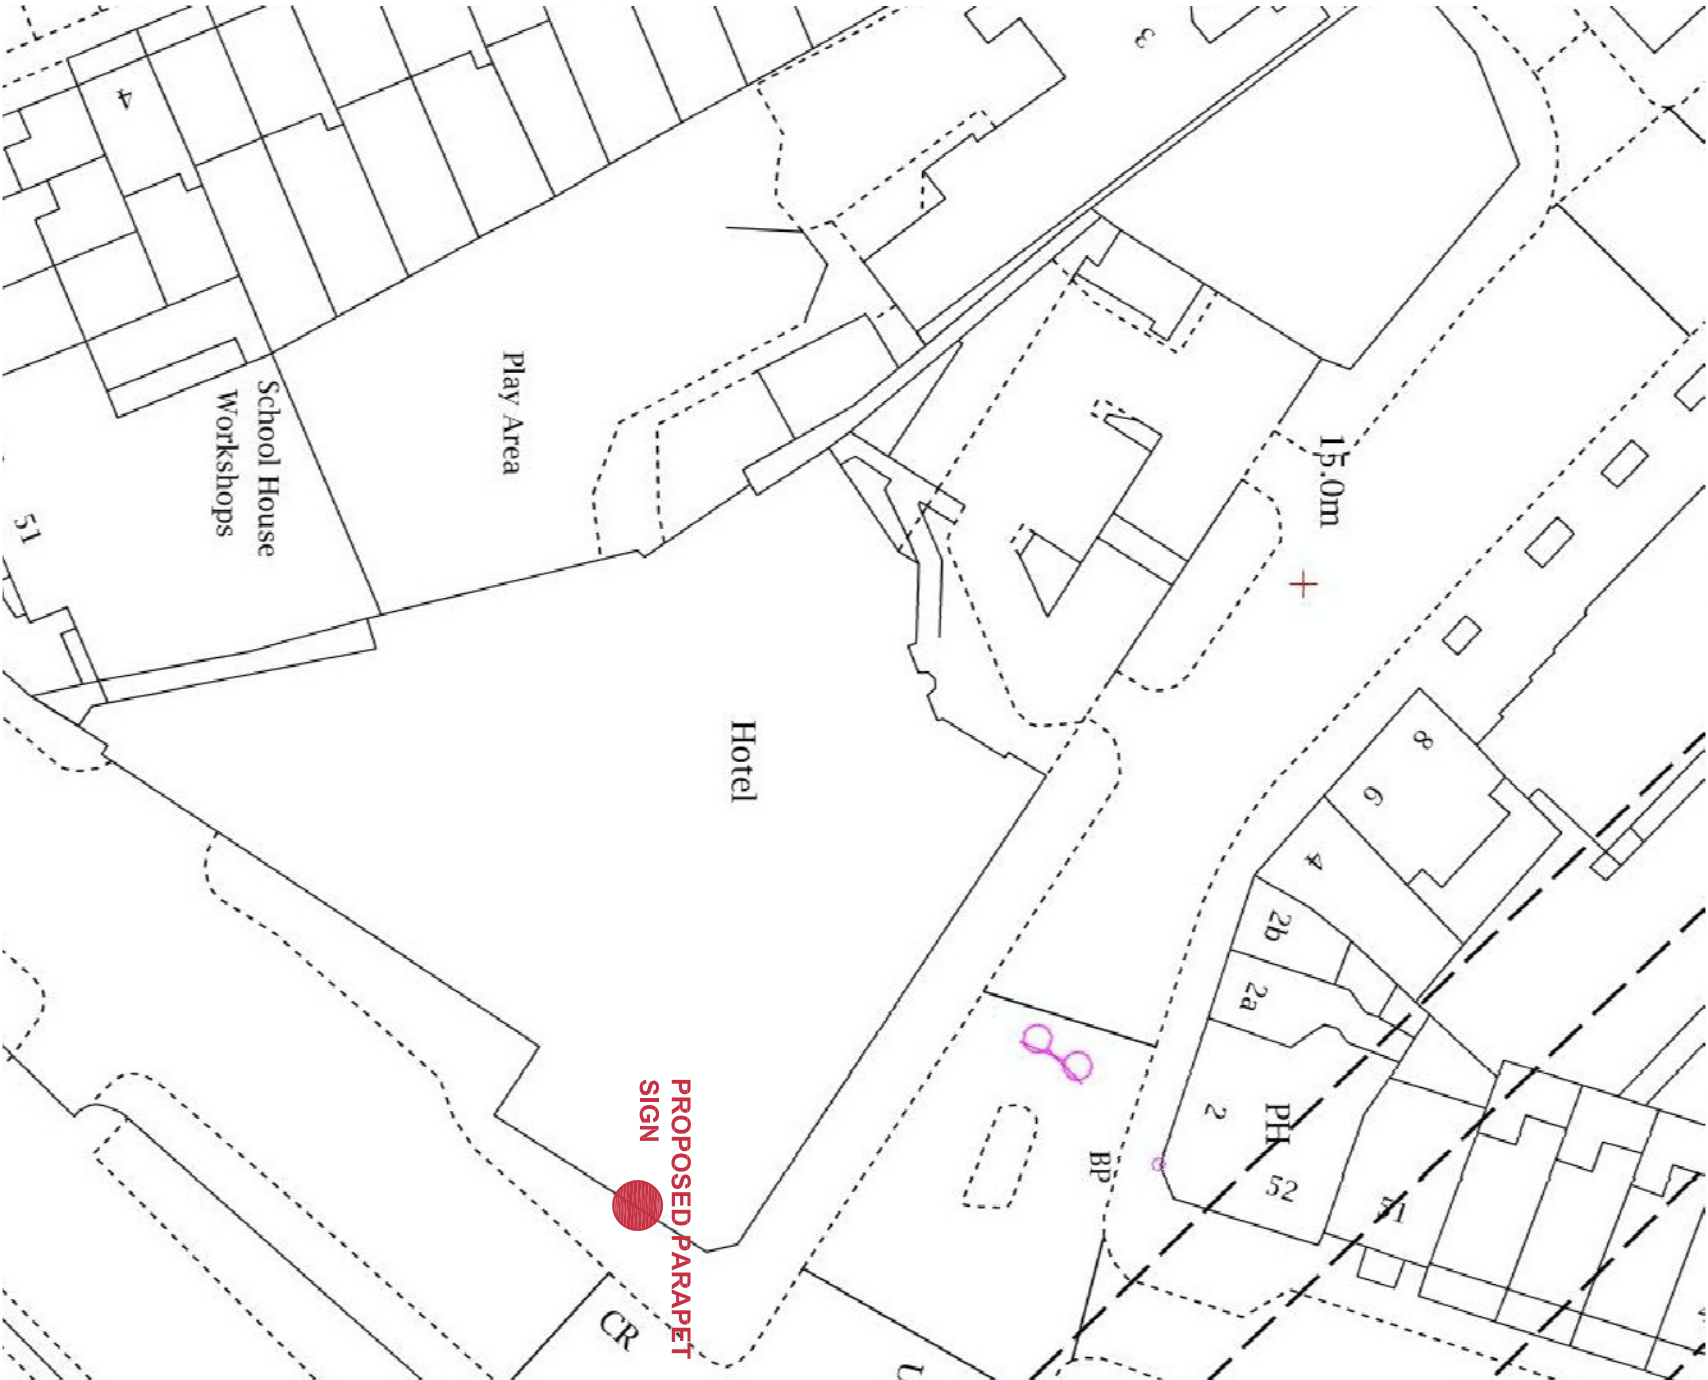 3
4
Play Area
School House
Workshops
51
15.0m
Hotel
8
6
4
2b
2a
2
PH
BP
52
51
PROPOSED PARAPET
SIGN
CR
U